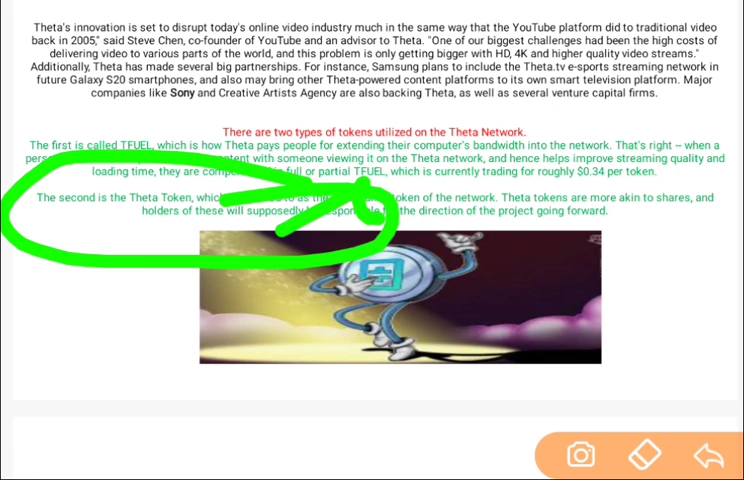 Theta's innovation is set to disrupt today's online video industry much in the same way that the YouTube platform did to traditional video
back in 2005," said Steve Chen, co-founder of YouTube and an advisor to Theta. "One of our biggest challenges had been the high costs of
delivering video to various parts of the world, and this problem is only getting bigger with HD, 4K and higher quality video streams."
Additionally, Theta has made several big partnerships. For instance, Samsung plans to include the Theta.tv e-sports streaming network in
future Galaxy S20 smartphones, and also may bring other Theta-powered content platforms to its own smart television platform. Major
companies like Sony and Creative Artists Agency are also backing Theta, as well as several venture capital firms.
There are two types of tokens utilized on the Theta Network.
The first is called TFUEL, which is how Theta pays people for extending their computer's bandwidth into the network. That's right -- when a
with someone viewing it on the Theta network, and hence helps improve streaming quality and
loading time, they are full or partial TFUEL, which is currently trading for roughly $0.34 per token.
The second is the Theta Token, of the network. Theta tokens are more akin to shares, and
holders of these will supposedly the direction of the project going forward.